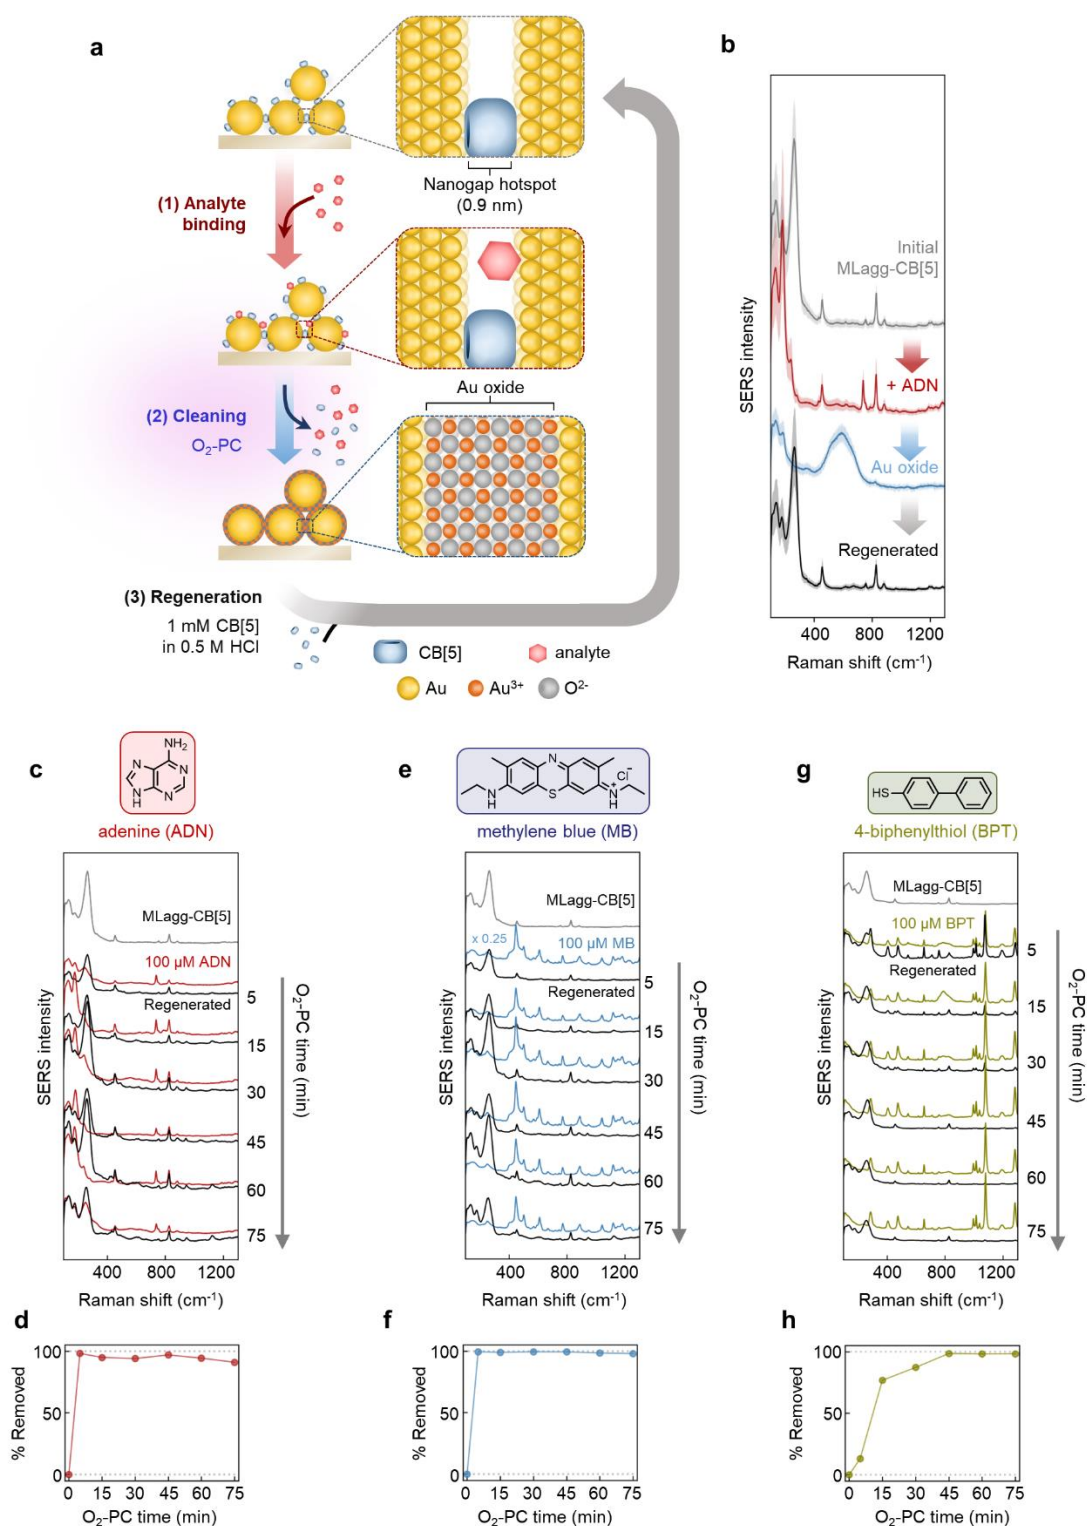 a
Nanogap hotspot
(0.9 nm)
(1) Analyte
binding
Au oxide
(2) Cleaning
O₂-PC
(3) Regeneration
1 mM CB[5]
in 0.5 M HCl
CB[5]
analyte
Au
Au³⁺
O²⁻
b
SERS intensity
Initial
MLagg-CB[5]
+ ADN
Au oxide
Regenerated
400
800
1200
Raman shift (cm⁻¹)
c
NH₂
N
N
N
N
H
adenine (ADN)
SERS intensity
MLagg-CB[5]
100 µM ADN
Regenerated
5
15
30
45
60
75
O₂-PC time (min)
400
800
1200
Raman shift (cm⁻¹)
d
% Removed
100
50
0
0
15
30
45
60
75
O₂-PC time (min)
e
N
Cl⁻
N
H
S
N⁺
H
methylene blue (MB)
SERS intensity
MLagg-CB[5]
x 0.25
100 µM MB
Regenerated
5
15
30
45
60
75
O₂-PC time (min)
400
800
1200
Raman shift (cm⁻¹)
f
% Removed
100
50
0
0
15
30
45
60
75
O₂-PC time (min)
g
HS
4-biphenylthiol (BPT)
SERS intensity
MLagg-CB[5]
100 µM BPT
Regenerated
5
15
30
45
60
75
O₂-PC time (min)
400
800
1200
Raman shift (cm⁻¹)
h
% Removed
100
50
0
0
15
30
45
60
75
O₂-PC time (min)